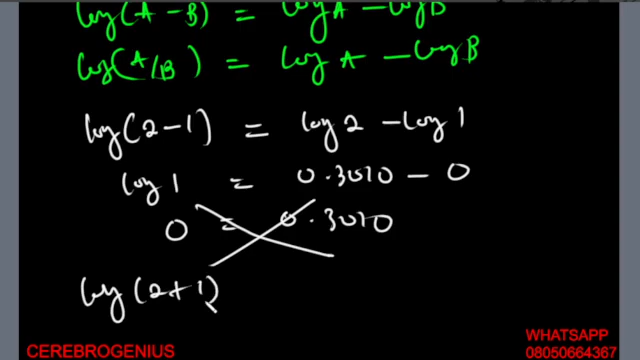 log(A - B) = log A - log B
log(A/B) = log A - log B
log(2 - 1) = log 2 - log 1
log 1 = 0.3010 - 0
0 = 0.3010
log(2 + 1)
CEREBROGENIUS
WHATSAPP
08050664367